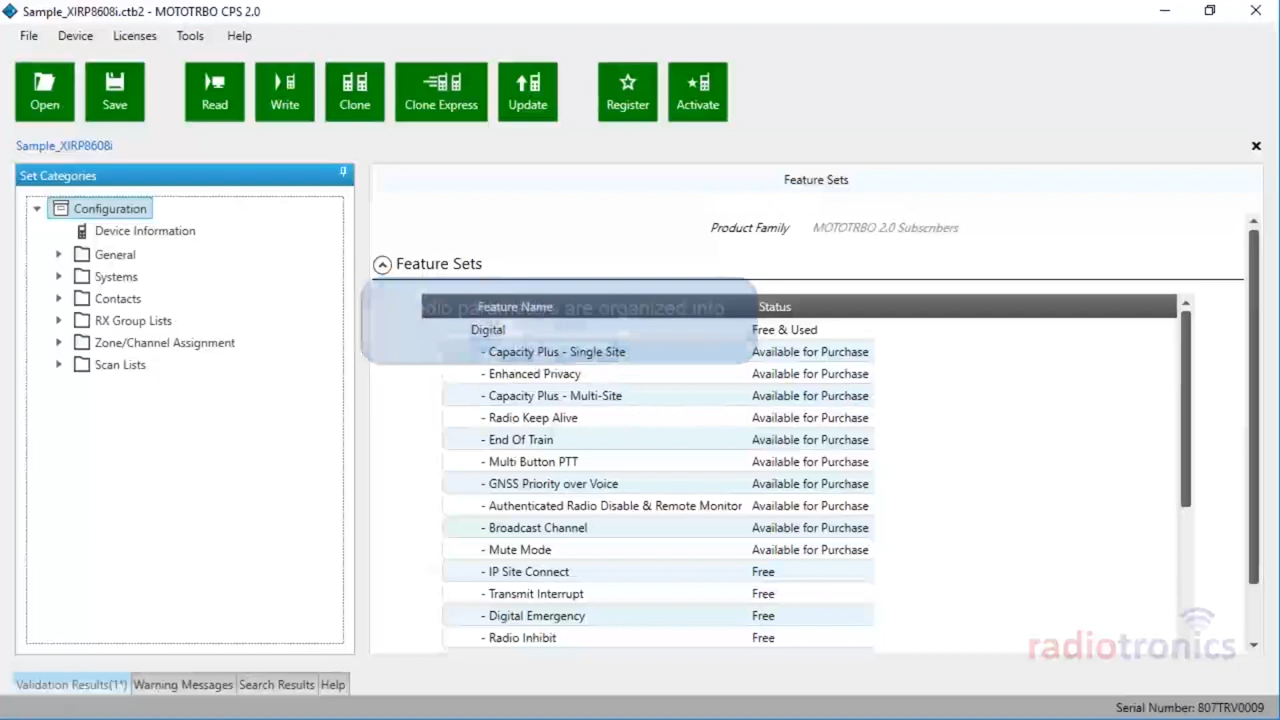 Sample_XIRP8608i.ctb2 - MOTOTRBO CPS 2.0
File Device Licenses Tools Help
Open Save Read Write Clone Clone Express Update Register Activate
Sample_XIRP8608i
Set Categories
Configuration
Device Information
General
Systems
Contacts
RX Group Lists
Zone/Channel Assignment
Scan Lists
Feature Sets
Product Family MOTOTRBO 2.0 Subscribers
Feature Sets
are organized into
Feature Name Status
Digital Free & Used
- Capacity Plus - Single Site Available for Purchase
- Enhanced Privacy Available for Purchase
- Capacity Plus - Multi-Site Available for Purchase
- Radio Keep Alive Available for Purchase
- End Of Train Available for Purchase
- Multi Button PTT Available for Purchase
- GNSS Priority over Voice Available for Purchase
- Authenticated Radio Disable & Remote Monitor Available for Purchase
- Broadcast Channel Available for Purchase
- Mute Mode Available for Purchase
- IP Site Connect Free
- Transmit Interrupt Free
- Digital Emergency Free
- Radio Inhibit Free
radiotronics
Validation Results(1*) Warning Messages Search Results Help
Serial Number: 807TRV0009